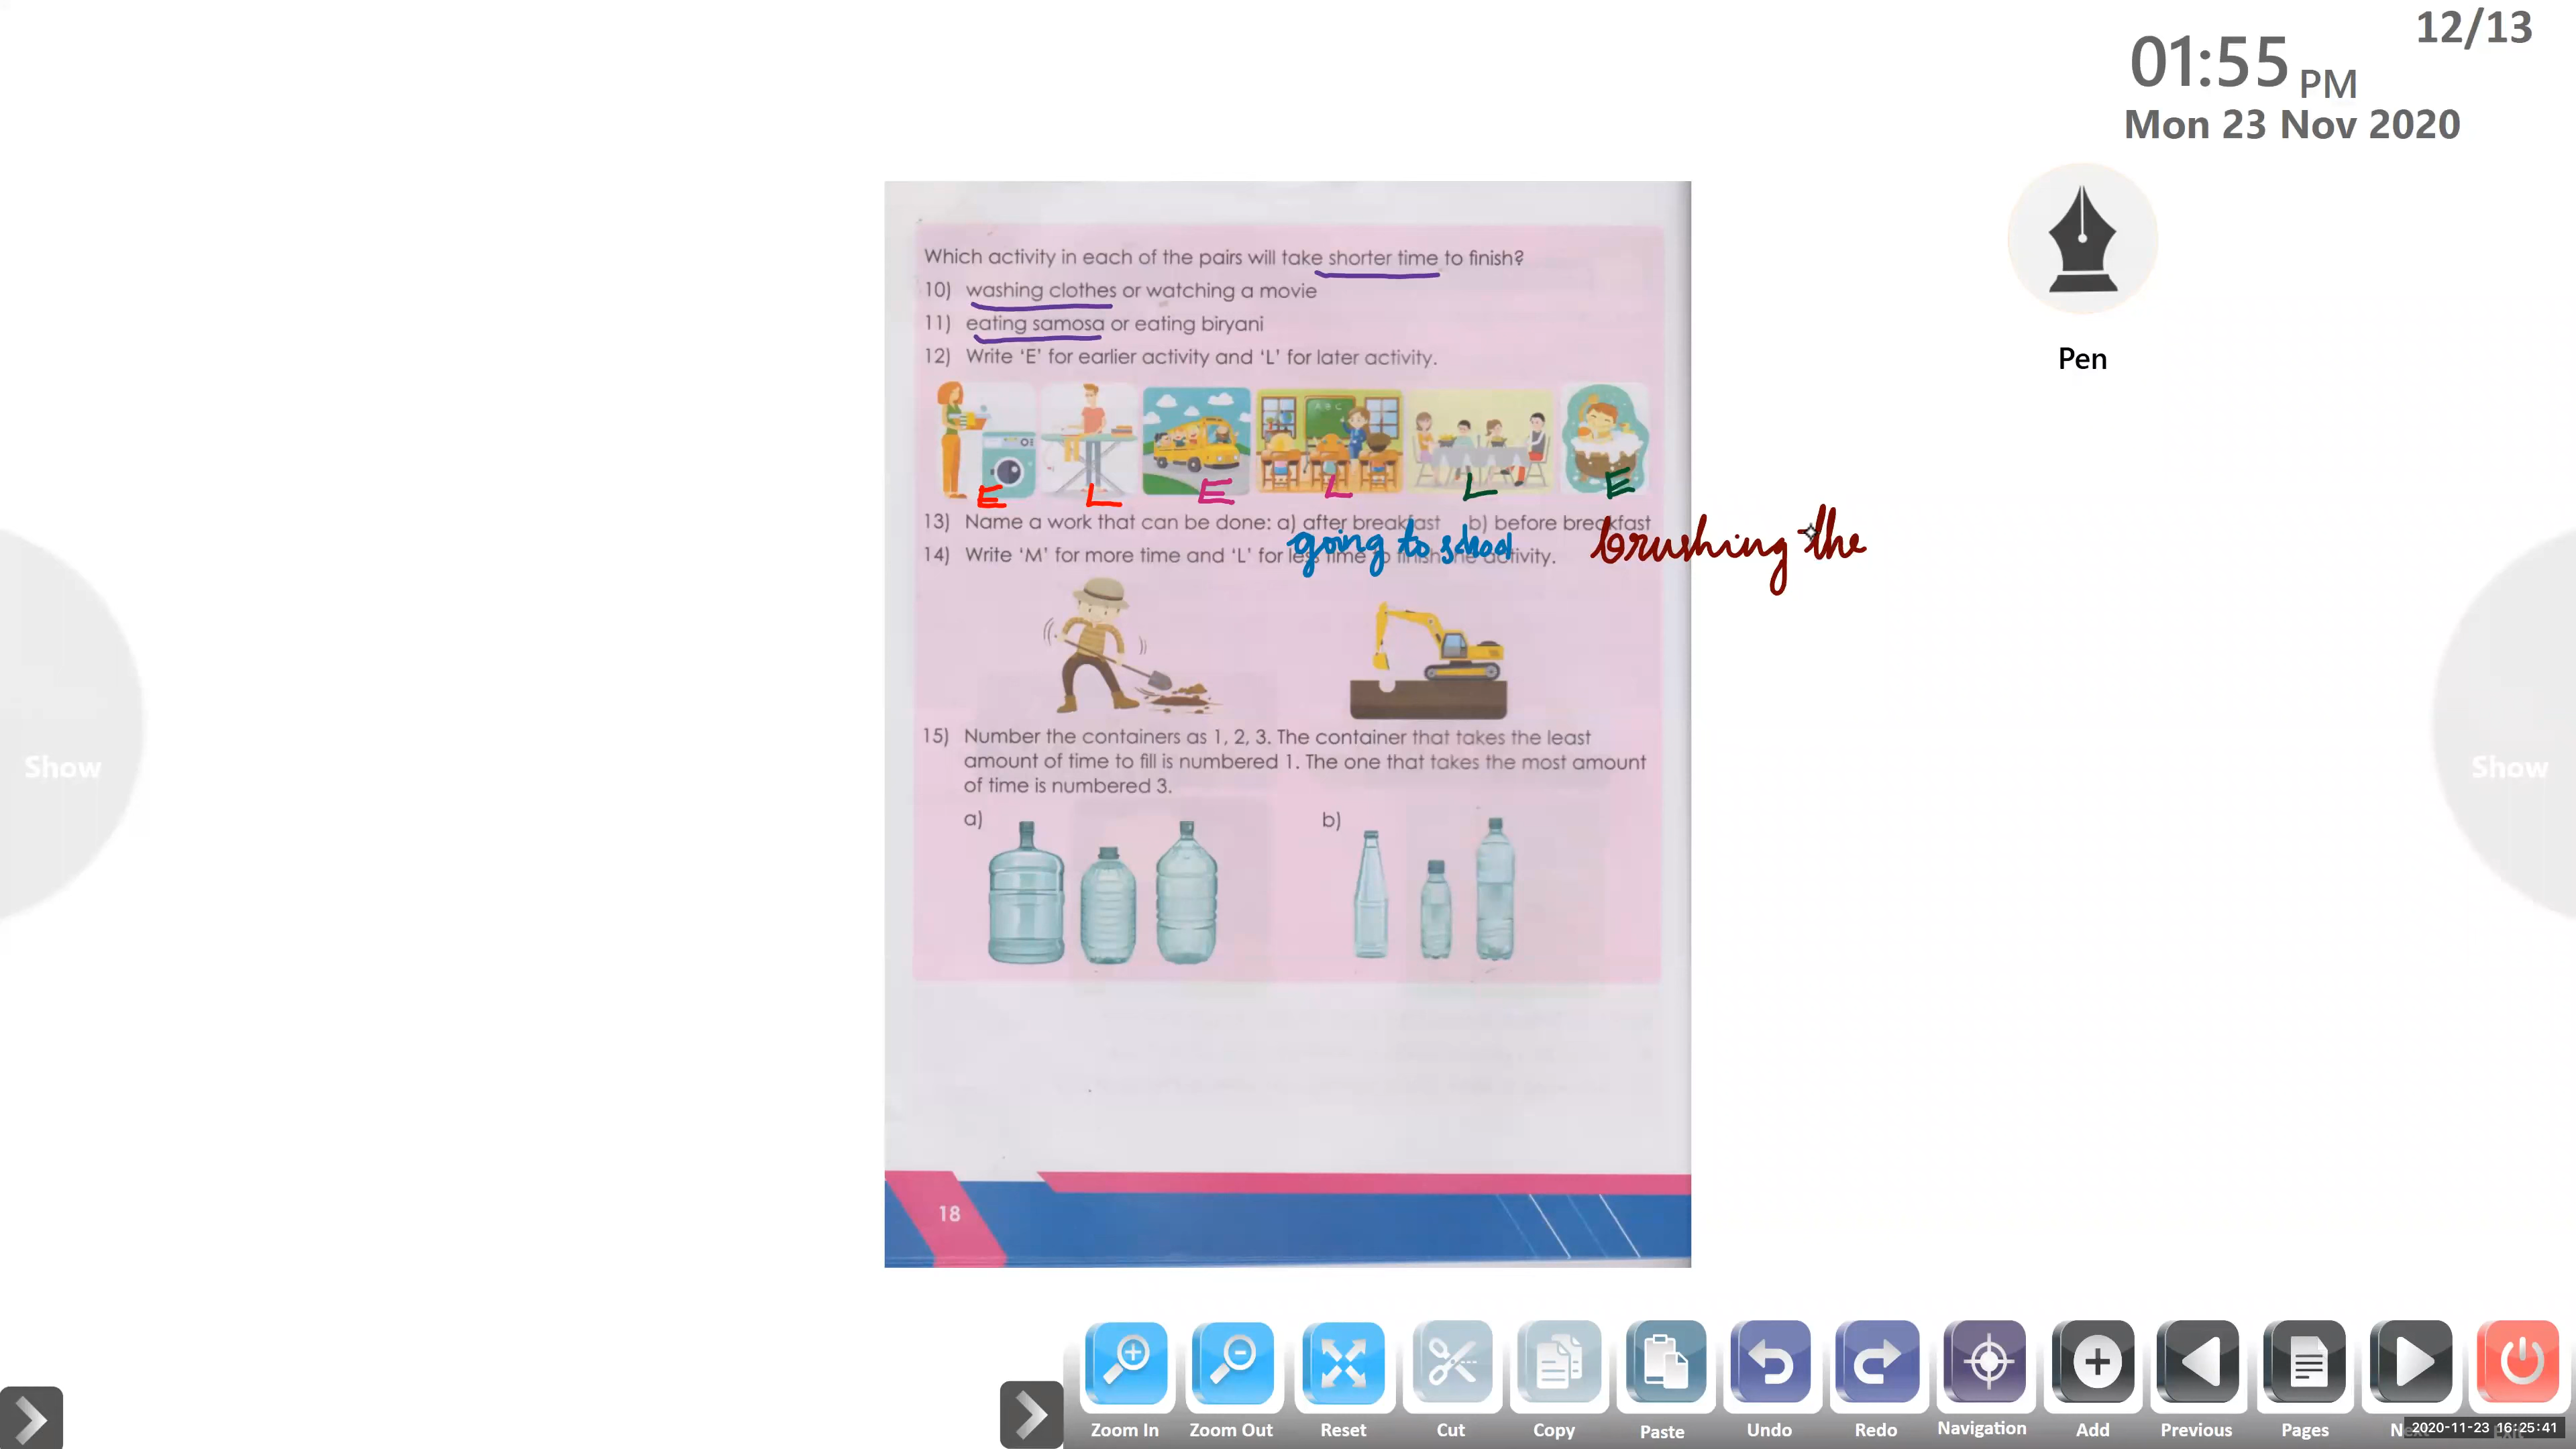 12/13
01:55 PM
Mon 23 Nov 2020
Pen
Which activity in each of the pairs will take shorter time to finish?
10) washing clothes or watching a movie
11) eating samosa or eating biryani
12) Write 'E' for earlier activity and 'L' for later activity.
A B C
E L E L L E
13) Name a work that can be done: a) after breakfast b) before breakfast
going to school brushing the
14) Write 'M' for more time and 'L' for less time to finish the activity.
15) Number the containers as 1, 2, 3. The container that takes the least
amount of time to fill is numbered 1. The one that takes the most amount
of time is numbered 3.
a) b)
Show Show
18
Zoom In Zoom Out Reset Cut Copy Paste Undo Redo Navigation Add Previous Pages
2020-11-23 16:25:41